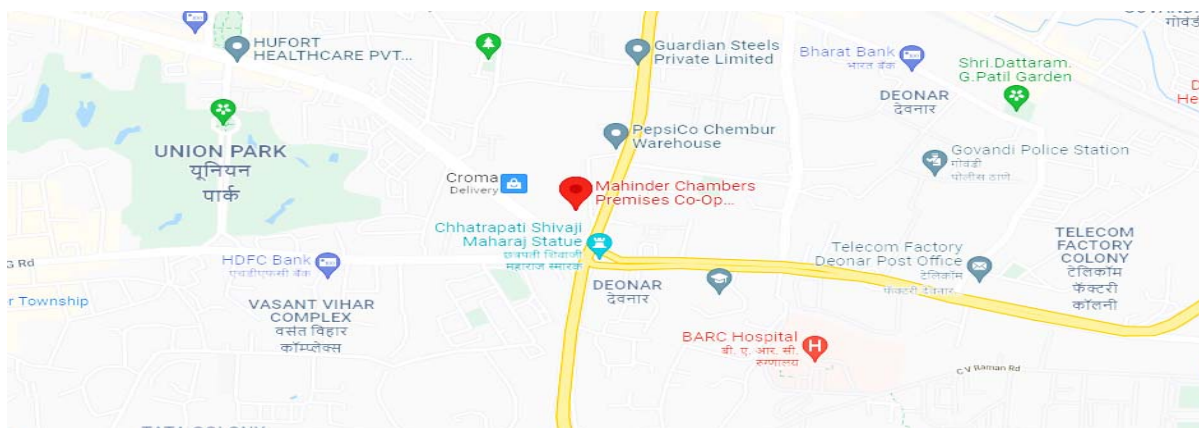 HUFORT
HEALTHCARE PVT...
Guardian Steels
Private Limited
Bharat Bank
भारत बँक
Shri.Dattaram.
G.Patil Garden
DEONAR
देवनार
PepsiCo Chembur
Warehouse
Govandi Police Station
गोवंडी
पोलीस ठाणे
UNION PARK
यूनियन
पार्क
Croma
Delivery
Mahinder Chambers
Premises Co-Op...
Chhatrapati Shivaji
Maharaj Statue
छत्रपती शिवाजी
महाराज स्मारक
TELECOM
FACTORY
COLONY
टेलिकॉम
फॅक्टरी
कॉलनी
Telecom Factory
Deonar Post Office
टेलिकॉम
फॅक्टरी देवनार
G Rd
HDFC Bank
एचडीएफसी बँक
DEONAR
देवनार
r Township
VASANT VIHAR
COMPLEX
वसंत विहार
कॉम्प्लेक्स
BARC Hospital
बी. ए. आर. सी.
रुग्णालय
C V Raman Rd